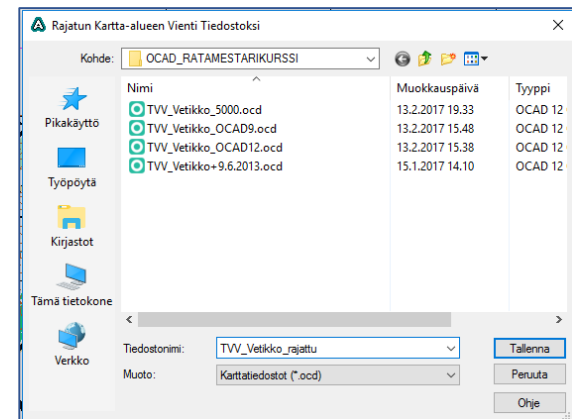 Rajatun Kartta-alueen Vienti Tiedostoksi
Kohde: OCAD_RATAMESTARIKURSSI
Nimi Muokkauspäivä Tyyppi
TVV_Vetikko_5000.ocd 13.2.2017 19.33 OCAD 12
TVV_Vetikko_OCAD9.ocd 13.2.2017 15.48 OCAD 12
TVV_Vetikko_OCAD12.ocd 13.2.2017 15.38 OCAD 12
TVV_Vetikko+9.6.2013.ocd 15.1.2017 14.10 OCAD 12
Pikakäyttö
Työpöytä
Kirjastot
Tämä tietokone
Verkko
Tiedostonimi: TVV_Vetikko_rajattu Tallenna
Muoto: Karttatiedostot (*.ocd) Peruuta
Ohje